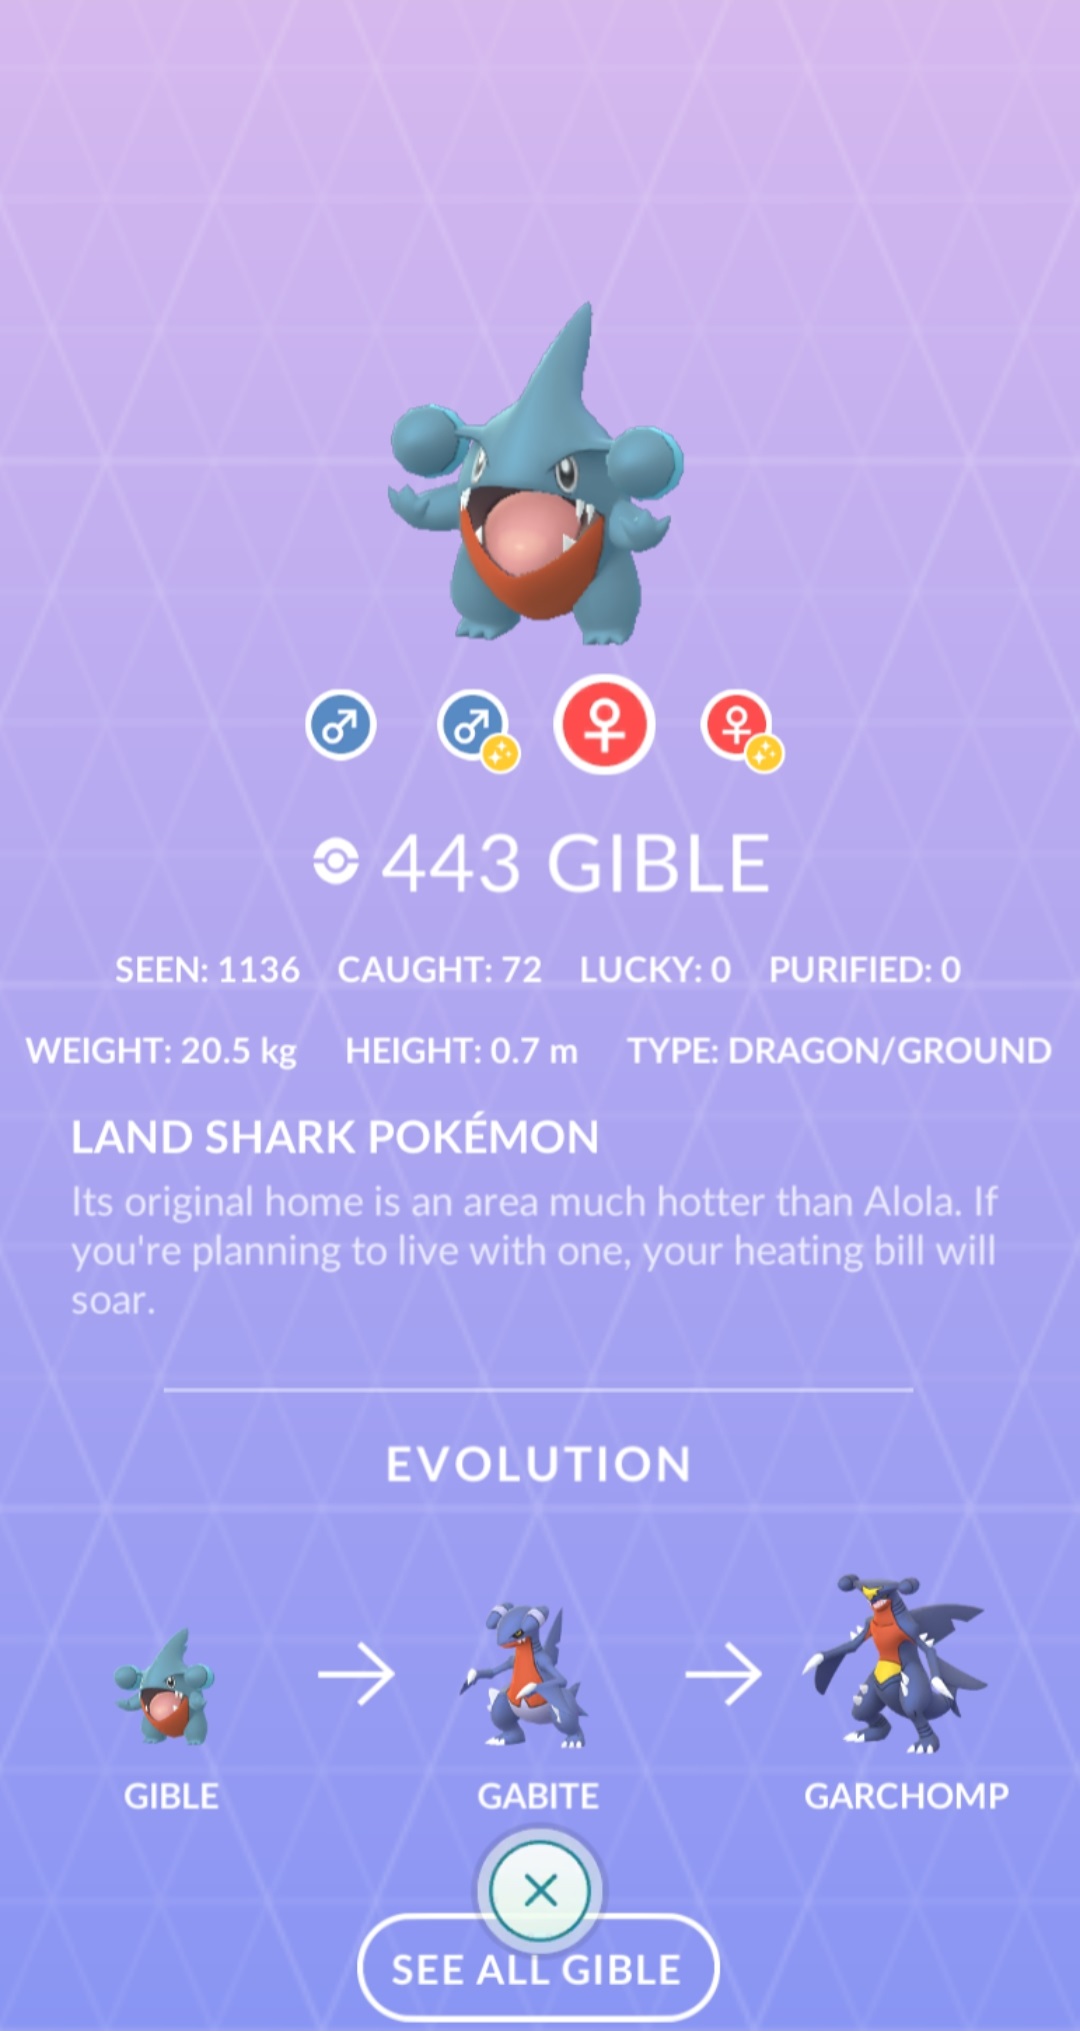 443 GIBLE
SEEN: 1136 CAUGHT: 72 LUCKY: 0 PURIFIED: 0
WEIGHT: 20.5 kg HEIGHT: 0.7 m TYPE: DRAGON/GROUND
LAND SHARK POKÉMON
Its original home is an area much hotter than Alola. If
you're planning to live with one, your heating bill will
soar.
EVOLUTION
GIBLE GABITE GARCHOMP
SEE ALL GIBLE